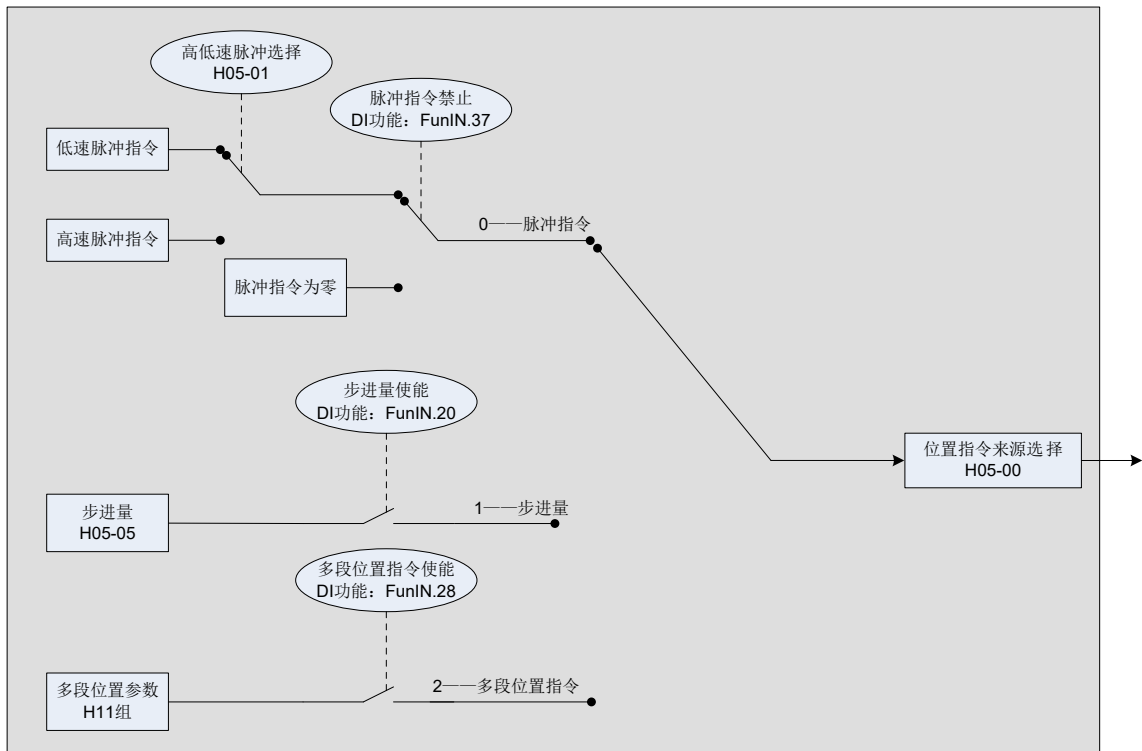 高低速脉冲选择
H05-01
脉冲指令禁止
DI功能：FunIN.37
低速脉冲指令
0——脉冲指令
高速脉冲指令
脉冲指令为零
步进量使能
DI功能：FunIN.20
位置指令来源选择
H05-00
步进量
H05-05
1——步进量
多段位置指令使能
DI功能：FunIN.28
多段位置参数
H11组
2——多段位置指令